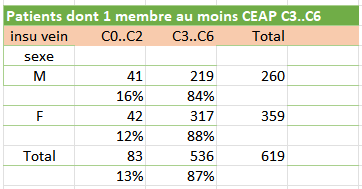 Patients dont 1 membre au moins CEAP C3..C6
insu vein C0..C2 C3..C6 Total
sexe
M 41 219 260
16% 84%
F 42 317 359
12% 88%
Total 83 536 619
13% 87%